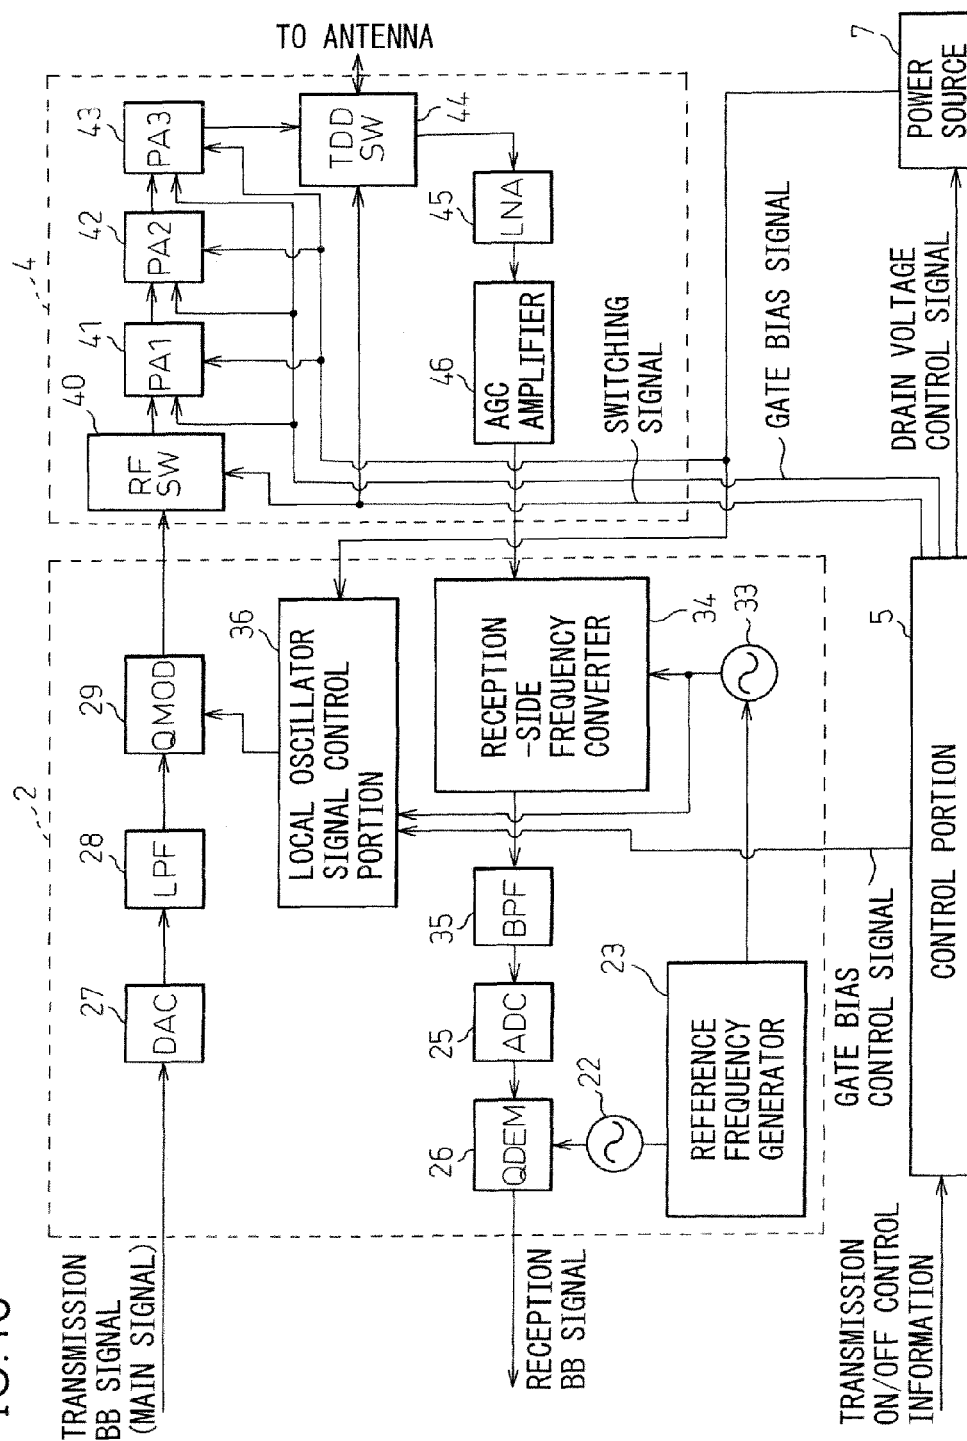 TRANSMISSION
BB SIGNAL
(MAIN SIGNAL)
2
27
DAC
28
LPF
29
QMOD
4
40
RF
SW
41
PA1
42
PA2
43
PA3
TO ANTENNA
TDD
SW
44
36
LOCAL OSCILLATOR
SIGNAL CONTROL
PORTION
45
LNA
46
AGC
AMPLIFIER
RECEPTION
-SIDE
FREQUENCY
CONVERTER
34
33
35
BPF
25
ADC
26
QDEM
22
RECEPTION
BB SIGNAL
23
REFERENCE
FREQUENCY
GENERATOR
SWITCHING
SIGNAL
GATE BIAS SIGNAL
DRAIN VOLTAGE
CONTROL SIGNAL
7
POWER
SOURCE
GATE BIAS
CONTROL SIGNAL
5
CONTROL PORTION
TRANSMISSION
ON/OFF CONTROL
INFORMATION